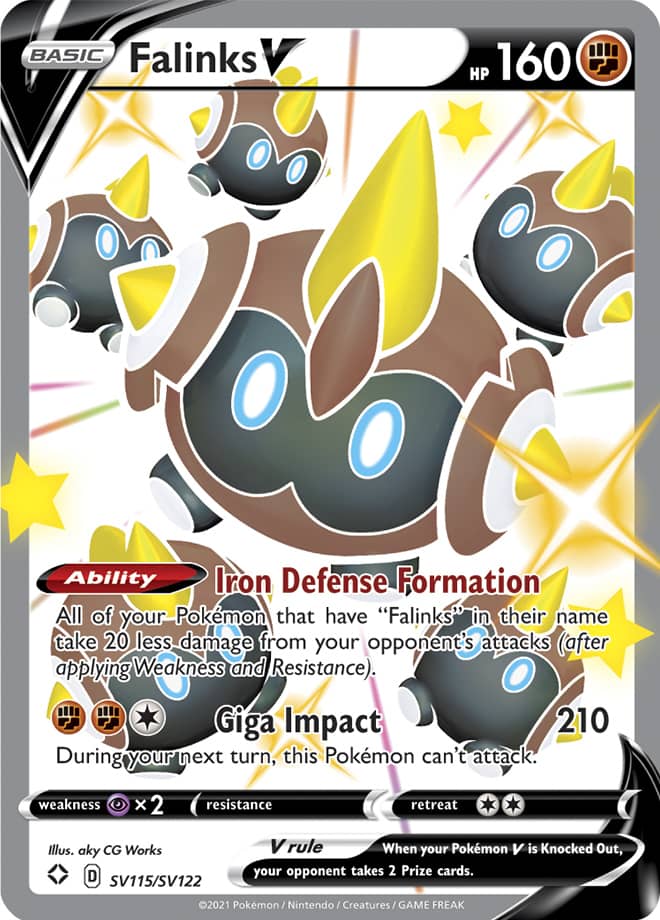 BASIC Falinks V HP 160
Ability Iron Defense Formation
All of your Pokémon that have “Falinks” in their name
take 20 less damage from your opponent’s attacks (after
applying Weakness and Resistance).
Giga Impact 210
During your next turn, this Pokémon can’t attack.
weakness ×2 resistance retreat
Illus. aky CG Works
V rule When your Pokémon V is Knocked Out,
your opponent takes 2 Prize cards.
D SV115/SV122
©2021 Pokémon / Nintendo / Creatures / GAME FREAK